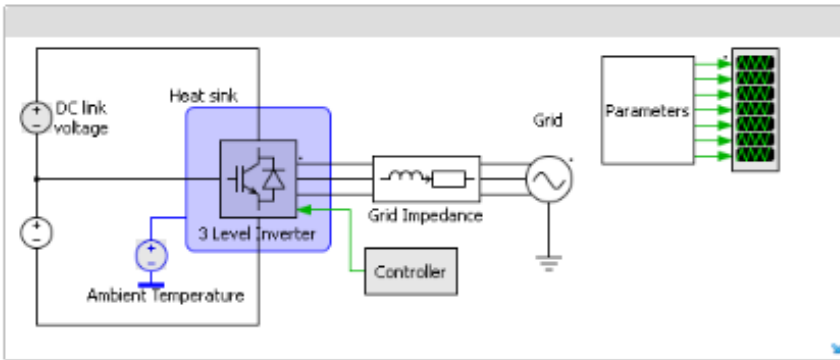 Heat sink
DC link
voltage
Grid
Parameters
3 Level Inverter
Grid Impedance
Controller
Ambient Temperature